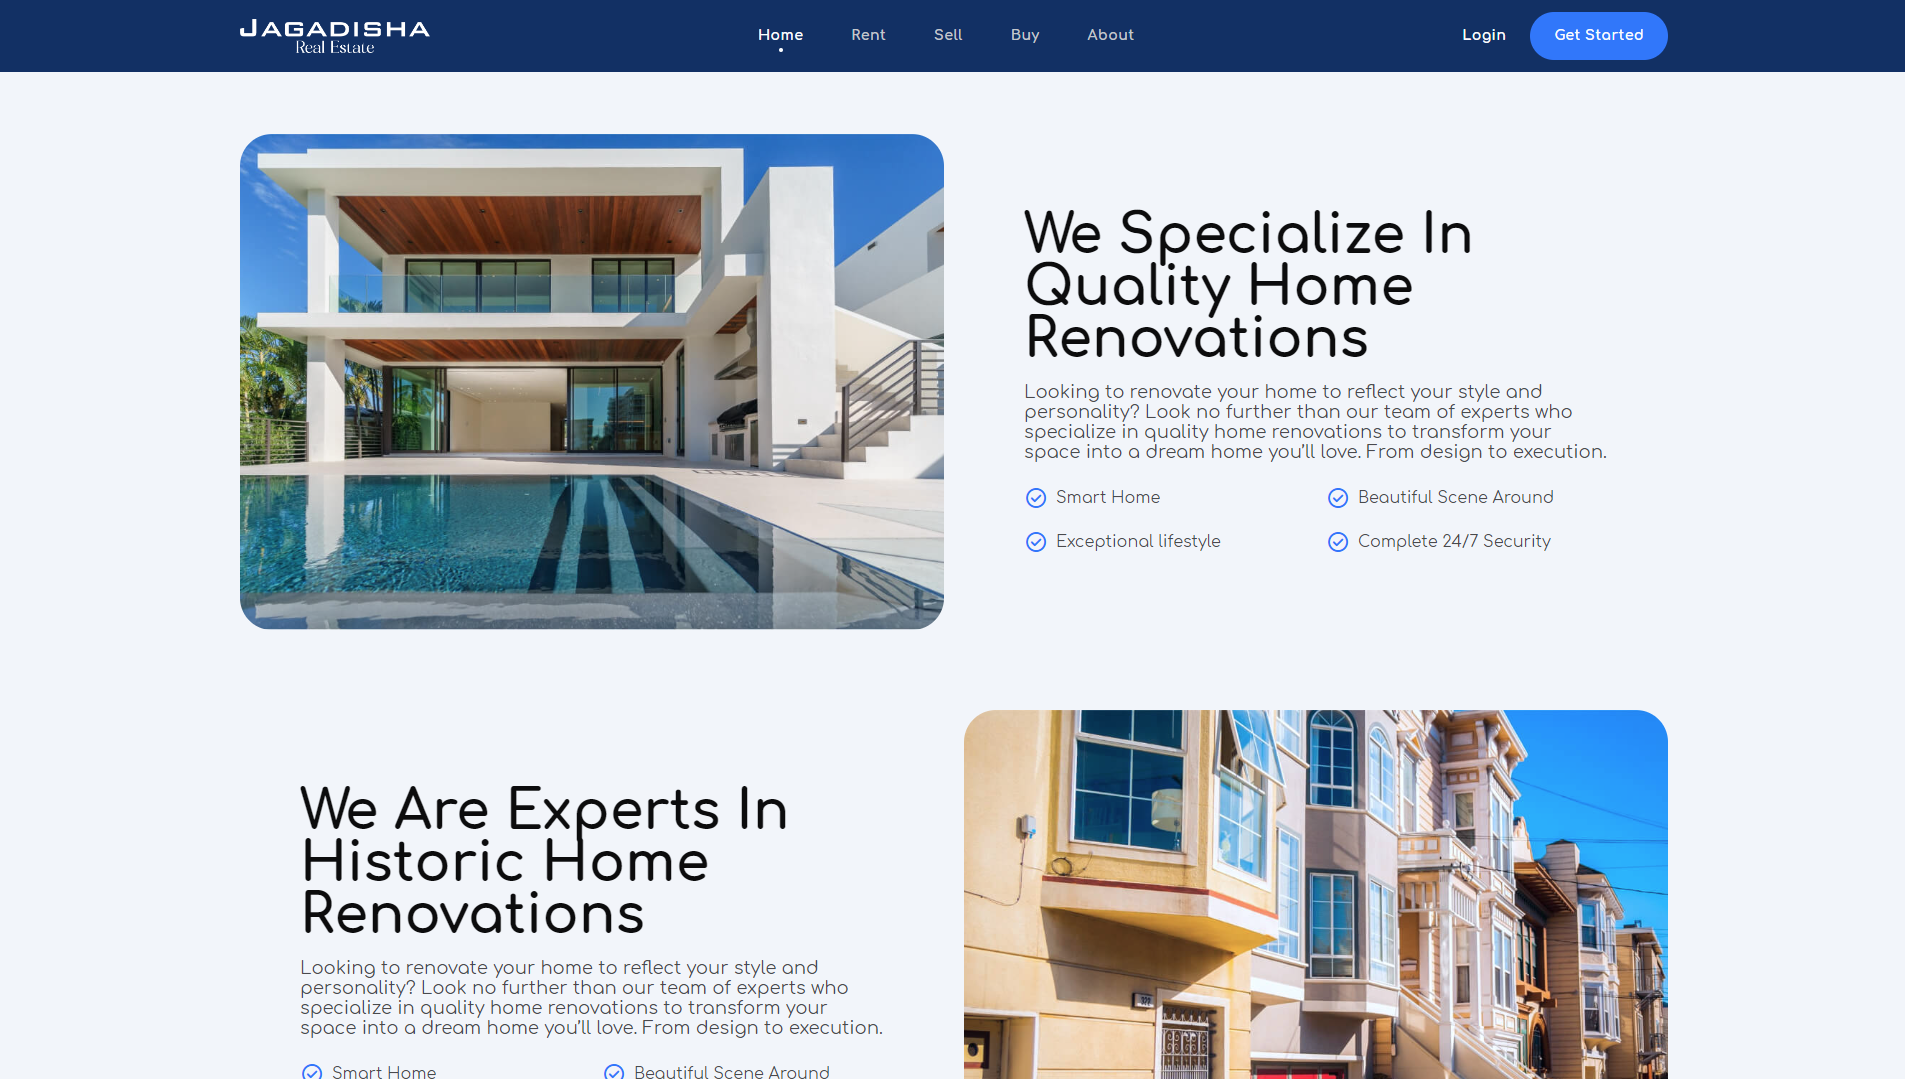 JAGADISHA
Real Estate
Home
Rent
Sell
Buy
About
Login
Get Started
We Specialize In
Quality Home
Renovations
Looking to renovate your home to reflect your style and
personality? Look no further than our team of experts who
specialize in quality home renovations to transform your
space into a dream home you'll love. From design to execution.
Smart Home
Beautiful Scene Around
Exceptional lifestyle
Complete 24/7 Security
We Are Experts In
Historic Home
Renovations
Looking to renovate your home to reflect your style and
personality? Look no further than our team of experts who
specialize in quality home renovations to transform your
space into a dream home you'll love. From design to execution.
Smart Home
Beautiful Scene Around